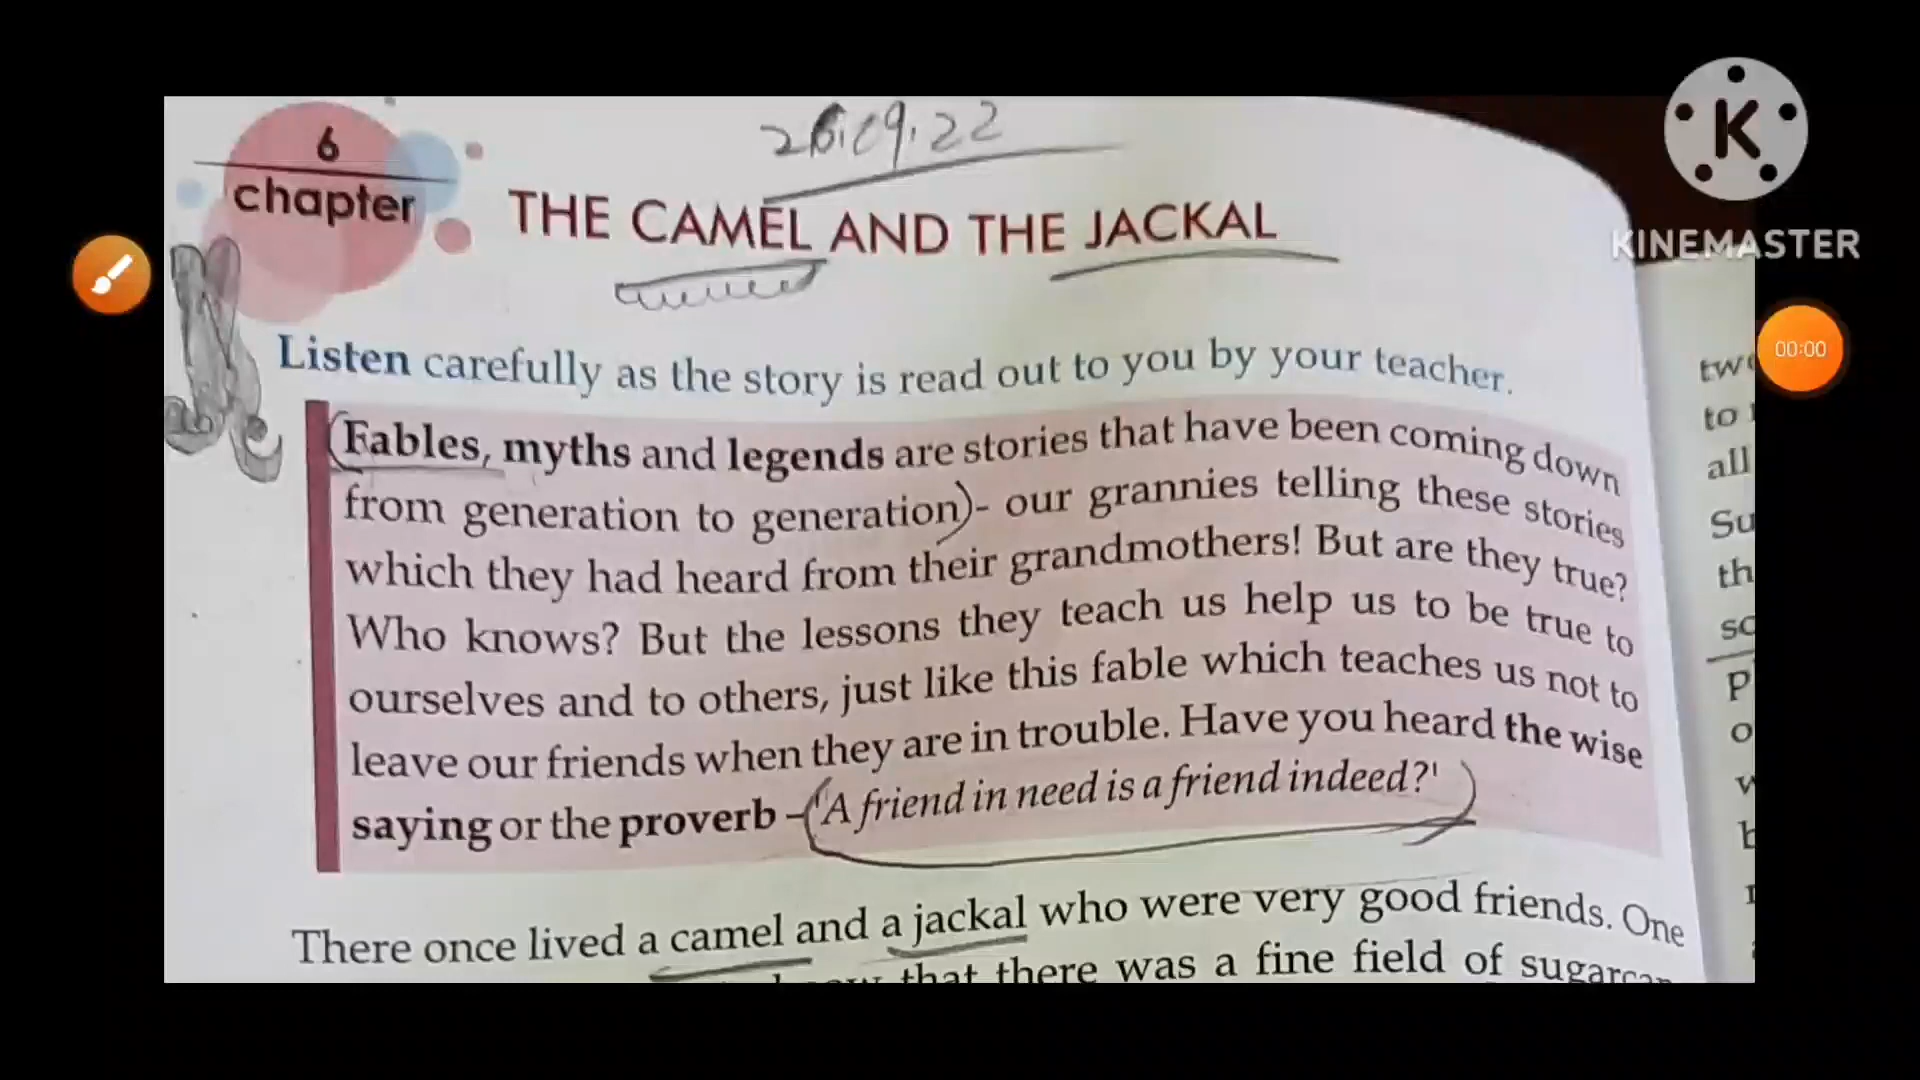 26.09.22
6
chapter
THE CAMEL AND THE JACKAL
K
KINEMASTER
00:00
Listen carefully as the story is read out to you by your teacher.
Fables, myths and legends are stories that have been coming down
from generation to generation)- our grannies telling these stories
which they had heard from their grandmothers! But are they true?
Who knows? But the lessons they teach us help us to be true to
ourselves and to others, just like this fable which teaches us not to
leave our friends when they are in trouble. Have you heard the wise
saying or the proverb - ('A friend in need is a friend indeed?')
There once lived a camel and a jackal who were very good friends. One
that there was a fine field of
to
all
Su
th
so